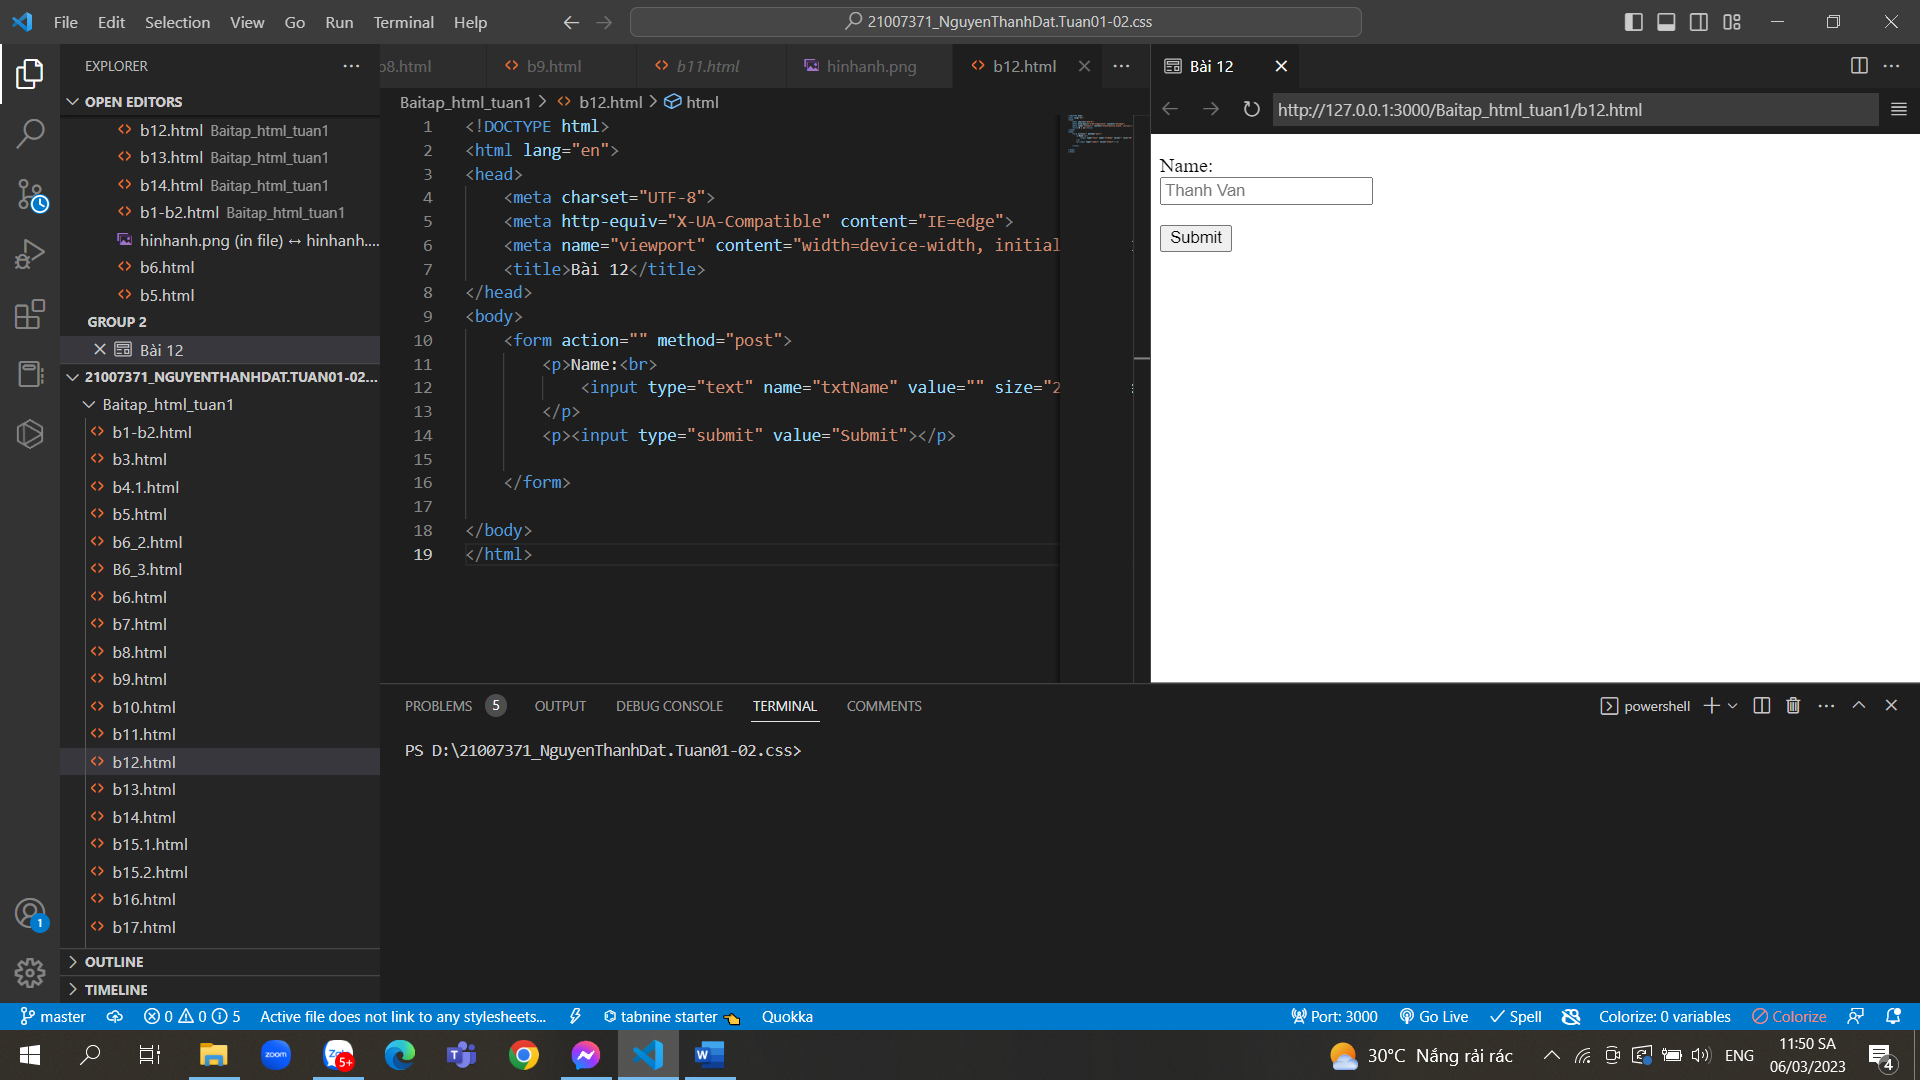 File Edit Selection View Go Run Terminal Help
21007371_NguyenThanhDat.Tuan01-02.css
EXPLORER
OPEN EDITORS
b12.html Baitap_html_tuan1
b13.html Baitap_html_tuan1
b14.html Baitap_html_tuan1
b1-b2.html Baitap_html_tuan1
hinhanh.png (in file) ↔ hinhanh....
b6.html
b5.html
GROUP 2
Bài 12
21007371_NGUYENTHANHDAT.TUAN01-02...
Baitap_html_tuan1
b1-b2.html
b3.html
b4.1.html
b5.html
b6_2.html
B6_3.html
b6.html
b7.html
b8.html
b9.html
b10.html
b11.html
b12.html
b13.html
b14.html
b15.1.html
b15.2.html
b16.html
b17.html
OUTLINE
TIMELINE
b8.html b9.html b11.html hinhanh.png b12.html
Baitap_html_tuan1 > b12.html > html
1 <!DOCTYPE html>
2 <html lang="en">
3 <head>
4 <meta charset="UTF-8">
5 <meta http-equiv="X-UA-Compatible" content="IE=edge">
6 <meta name="viewport" content="width=device-width, initial
7 <title>Bài 12</title>
8 </head>
9 <body>
10 <form action="" method="post">
11 <p>Name:<br>
12 <input type="text" name="txtName" value="" size="2
13 </p>
14 <p><input type="submit" value="Submit"></p>
15
16 </form>
17
18 </body>
19 </html>
Bài 12
http://127.0.0.1:3000/Baitap_html_tuan1/b12.html
Name:
Thanh Van
Submit
PROBLEMS 5 OUTPUT DEBUG CONSOLE TERMINAL COMMENTS
powershell
PS D:\21007371_NguyenThanhDat.Tuan01-02.css>
1
master 0 0 5 Active file does not link to any stylesheets... tabnine starter Quokka
Port: 3000 Go Live Spell Colorize: 0 variables Colorize
zoom
5+
30°C Nắng rải rác
ENG
11:50 SA
06/03/2023
4